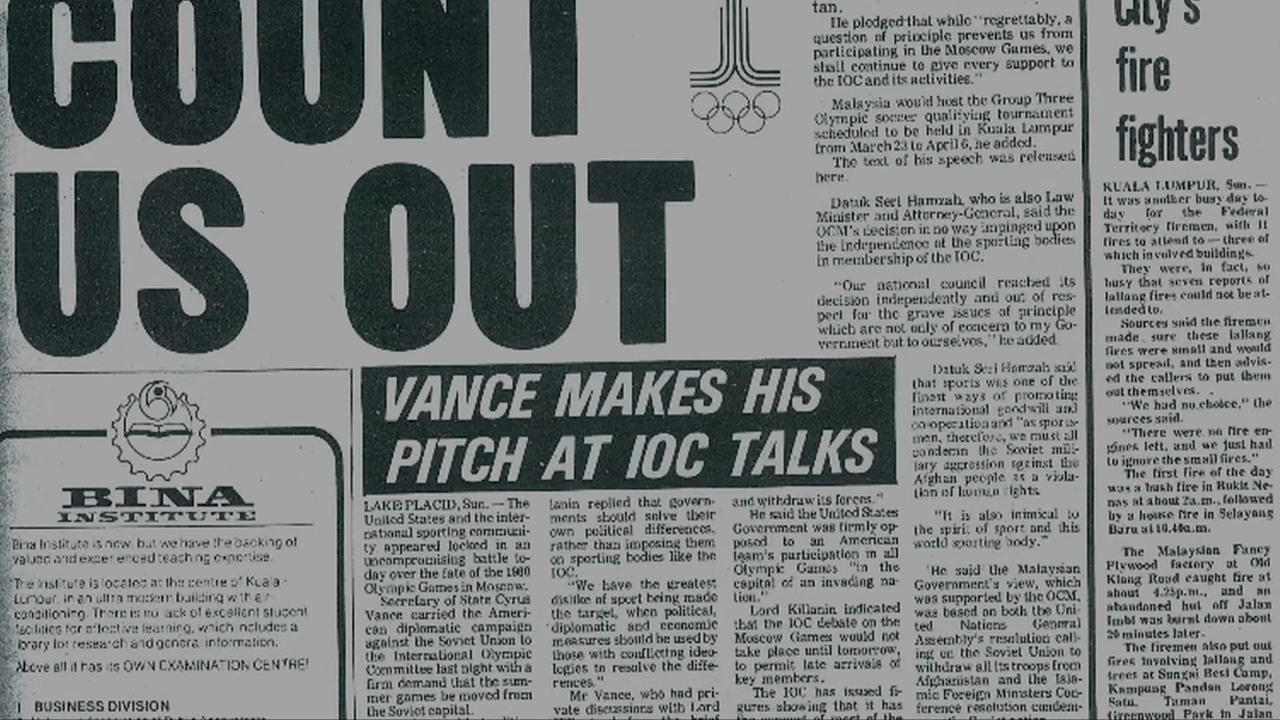 COUNT
US OUT
tan.
He pledged that while "regrettably, a
question of principle prevents us from
participating in the Moscow Games, we
shall continue to give every support to
the IOC and its activities."
Malaysia would host the Group Three
Olympic soccer qualifying tournament
scheduled to be held in Kuala Lumpur
from March 23 to April 6, he added.
The text of his speech was released
here.
Datuk Seri Hamzah, who is also Law
Minister and Attorney-General, said the
OCM's decision in no way impinged upon
the independence of the sporting bodies
in membership of the IOC.
"Our national council reached its
decision independently and out of res-
pect for the grave issues of principle
which are not only of concern to my Go-
vernment but to ourselves," he added.
Datuk Seri Hamzah said
that sports was one of the
finest ways of promoting
international goodwill and
co-operation and "as sports-
men, therefore, we must all
condemn the Soviet mili-
tary aggression against the
Afghan people as a viola-
tion of human rights.
"It is also inimical to
the spirit of sport and this
world sporting body."
He said the Malaysian
Government's view, which
was supported by the OCM,
was based on both the Uni-
ted Nations General
Assembly's resolution call-
ing on the Soviet Union to
withdraw all its troops from
Afghanistan and the Isla-
mic Foreign Ministers Con-
ference resolution condem-
VANCE MAKES HIS
PITCH AT IOC TALKS
LAKE PLACID, Sun. — The
United States and the inter-
national sporting communi-
ty appeared locked in an
uncompromising battle to-
day over the fate of the 1980
Olympic Games in Moscow.
Secretary of State Cyrus
Vance carried the Ameri-
can diplomatic campaign
against the Soviet Union to
the International Olympic
Committee last night with a
firm demand that the sum-
mer games be moved from
the Soviet capital.
lanin replied that govern-
ments should solve their
own political differences,
rather than imposing them
on sporting bodies like the
IOC.
"We have the greatest
dislike of sport being made
the target, when political,
diplomatic and economic
measures should be used by
those with conflicting ideo-
logies to resolve the diffe-
rences."
Mr Vance, who had pri-
vate discussions with Lord
and withdraw its forces."
He said the United States
Government was firmly op-
posed to an American
team's participation in all
Olympic Games "in the
capital of an invading na-
tion."
Lord Killanin indicated
that the IOC debate on the
Moscow Games would not
take place until tomorrow,
to permit late arrivals of
key members.
The IOC has issued fi-
gures showing that it has
BINA
INSTITUTE
Bina Institute is new, but we have the backing of
valued and experienced teaching expertise.
The Institute is located at the centre of Kuala
Lumpur, in an ultra modern building with air-
conditioning. There is no lack of excellent student
facilities for effective learning, which includes a
library for research and general information.
Above all it has its OWN EXAMINATION CENTRE!
BUSINESS DIVISION
City's
fire
fighters
KUALA LUMPUR, Sun. —
It was another busy day to-
day for the Federal
Territory firemen, with 11
fires to attend to — three of
which involved buildings.
They were, in fact, so
busy that seven reports of
lallang fires could not be at-
tended to.
Sources said the firemen
made sure these lallang
fires were small and would
not spread, and then advis-
ed the callers to put them
out themselves.
"We had no choice," the
sources said.
"There were no fire en-
gines left, and we just had
to ignore the small fires."
The first fire of the day
was a bush fire in Bukit Ne-
nas at about 2a.m., followed
by a house fire in Selayang
Baru at 10.40a.m.
The Malaysian Fancy
Plywood factory at Old
Klang Road caught fire at
about 4.25p.m., and an
abandoned hut off Jalan
Imbi was burnt down about
20 minutes later.
The firemen also put out
fires involving lallang and
trees at Sungai Besi Camp,
Kampung Pandan Lorong
Satu, Taman Pantai,
Greenwood Park in Jalan